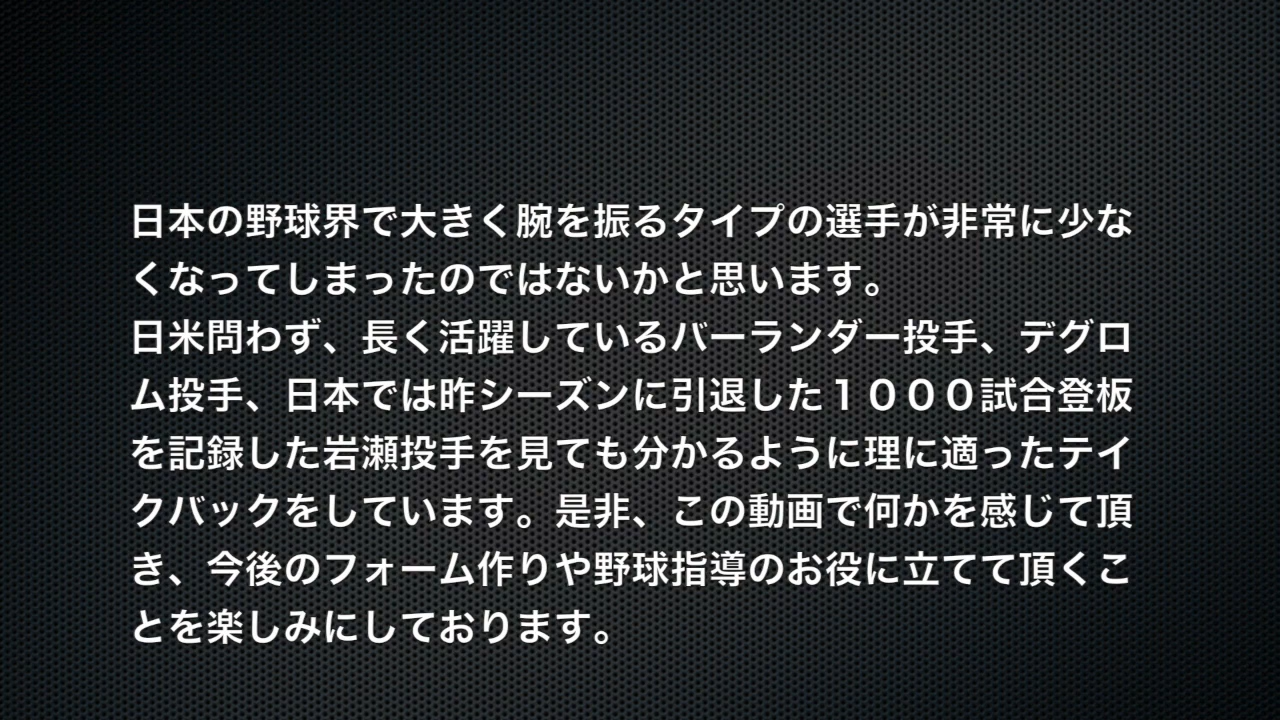 日本の野球界で大きく腕を振るタイプの選手が非常に少な
くなってしまったのではないかと思います。
日米問わず、長く活躍しているバーランダー投手、デグロ
ム投手、日本では昨シーズンに引退した１０００試合登板
を記録した岩瀬投手を見ても分かるように理に適ったテイ
クバックをしています。是非、この動画で何かを感じて頂
き、今後のフォーム作りや野球指導のお役に立てて頂くこ
とを楽しみにしております。